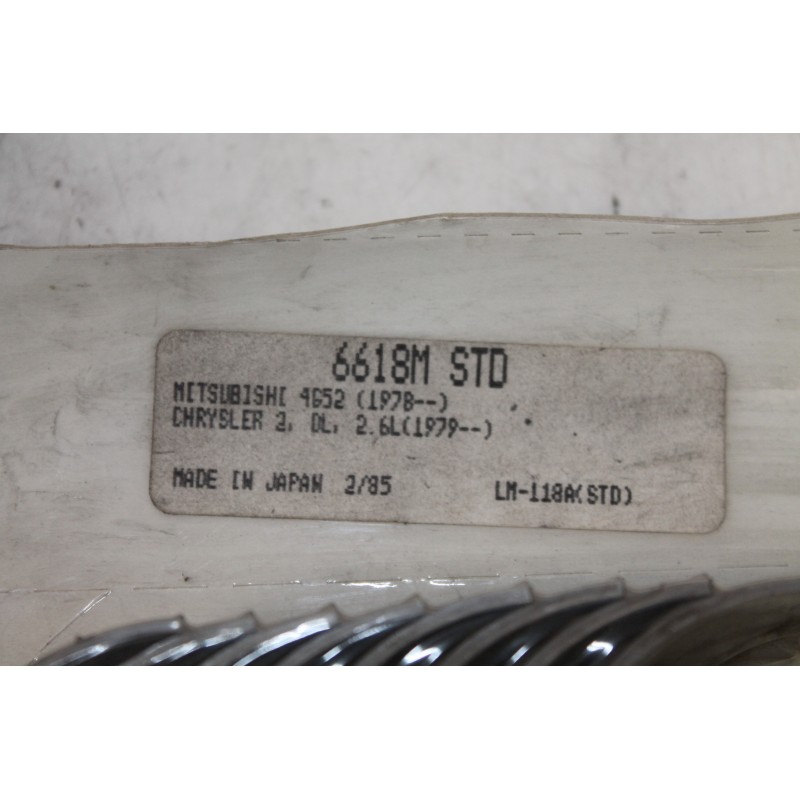 6618M STD
MITSUBISHI 4G52 (1978--)
CHRYSLER 2. 0L, 2.6L(1979--)
MADE IN JAPAN 2/85 LM-118A(STD)